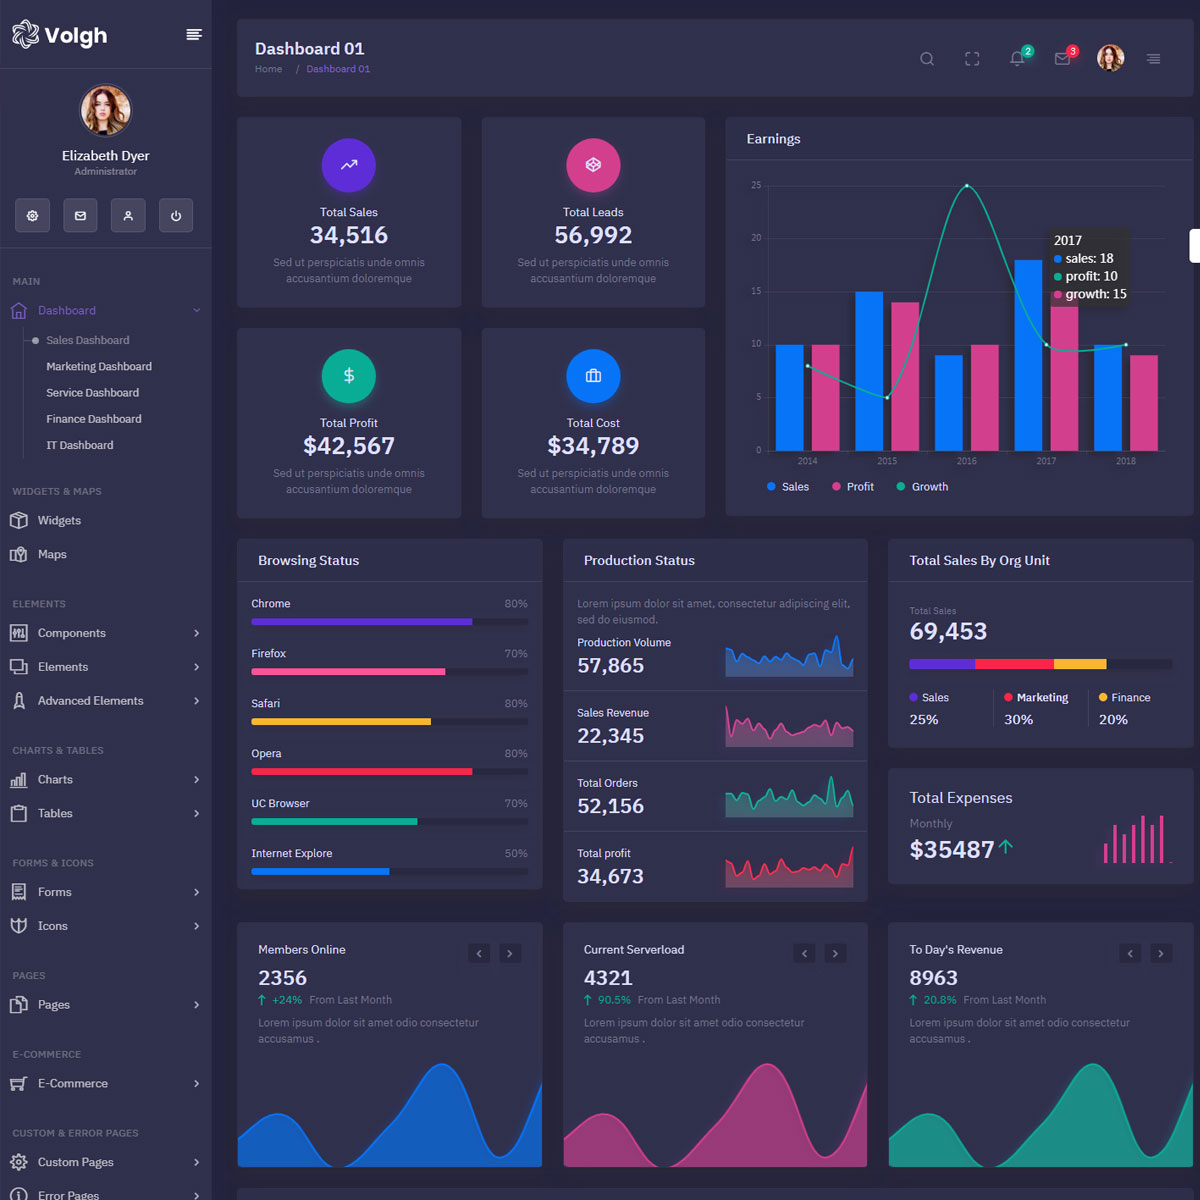 Volgh
Elizabeth Dyer
Administrator
MAIN
Dashboard
Sales Dashboard
Marketing Dashboard
Service Dashboard
Finance Dashboard
IT Dashboard
WIDGETS & MAPS
Widgets
Maps
ELEMENTS
Components
Elements
Advanced Elements
CHARTS & TABLES
Charts
Tables
FORMS & ICONS
Forms
Icons
PAGES
Pages
E-COMMERCE
E-Commerce
CUSTOM & ERROR PAGES
Custom Pages
Error Pages
Dashboard 01
Home / Dashboard 01
2
3
Total Sales
34,516
Sed ut perspiciatis unde omnis
accusantium doloremque
Total Leads
56,992
Sed ut perspiciatis unde omnis
accusantium doloremque
Total Profit
$42,567
Sed ut perspiciatis unde omnis
accusantium doloremque
Total Cost
$34,789
Sed ut perspiciatis unde omnis
accusantium doloremque
Earnings
25
20
15
10
5
0
2017
sales: 18
profit: 10
growth: 15
2014 2015 2016 2017 2018
Sales Profit Growth
Browsing Status
Chrome 80%
Firefox 70%
Safari 80%
Opera 80%
UC Browser 70%
Internet Explore 50%
Production Status
Lorem ipsum dolor sit amet, consectetur adipiscing elit,
sed do eiusmod.
Production Volume
57,865
Sales Revenue
22,345
Total Orders
52,156
Total profit
34,673
Total Sales By Org Unit
Total Sales
69,453
Sales Marketing Finance
25% 30% 20%
Total Expenses
Monthly
$35487
Members Online
2356
+24% From Last Month
Lorem ipsum dolor sit amet odio consectetur
accusamus .
Current Serverload
4321
90.5% From Last Month
Lorem ipsum dolor sit amet odio consectetur
accusamus .
To Day's Revenue
8963
20.8% From Last Month
Lorem ipsum dolor sit amet odio consectetur
accusamus .